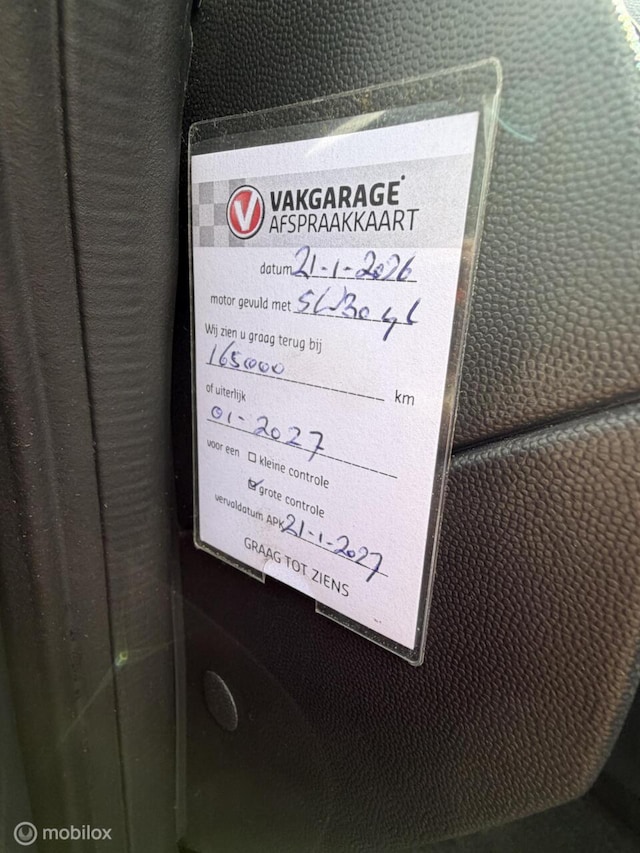 VAKGARAGE
AFSPRAAKKAART
datum 21-1-2026
motor gevuld met 5W30
Wij zien u graag terug bij
165000 km
of uiterlijk
01-2027
voor een kleine controle
grote controle
vervaldatum APK 21-1-2027
GRAAG TOT ZIENS
mobilox